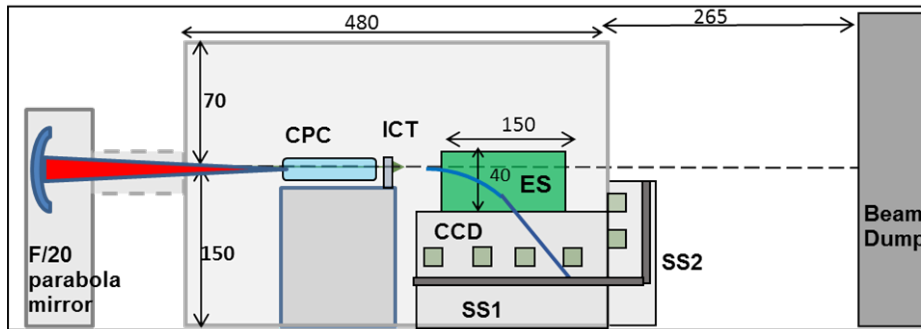 480
265
70
CPC
ICT
150
40
ES
CCD
150
F/20
parabola
mirror
SS1
SS2
Beam
Dump